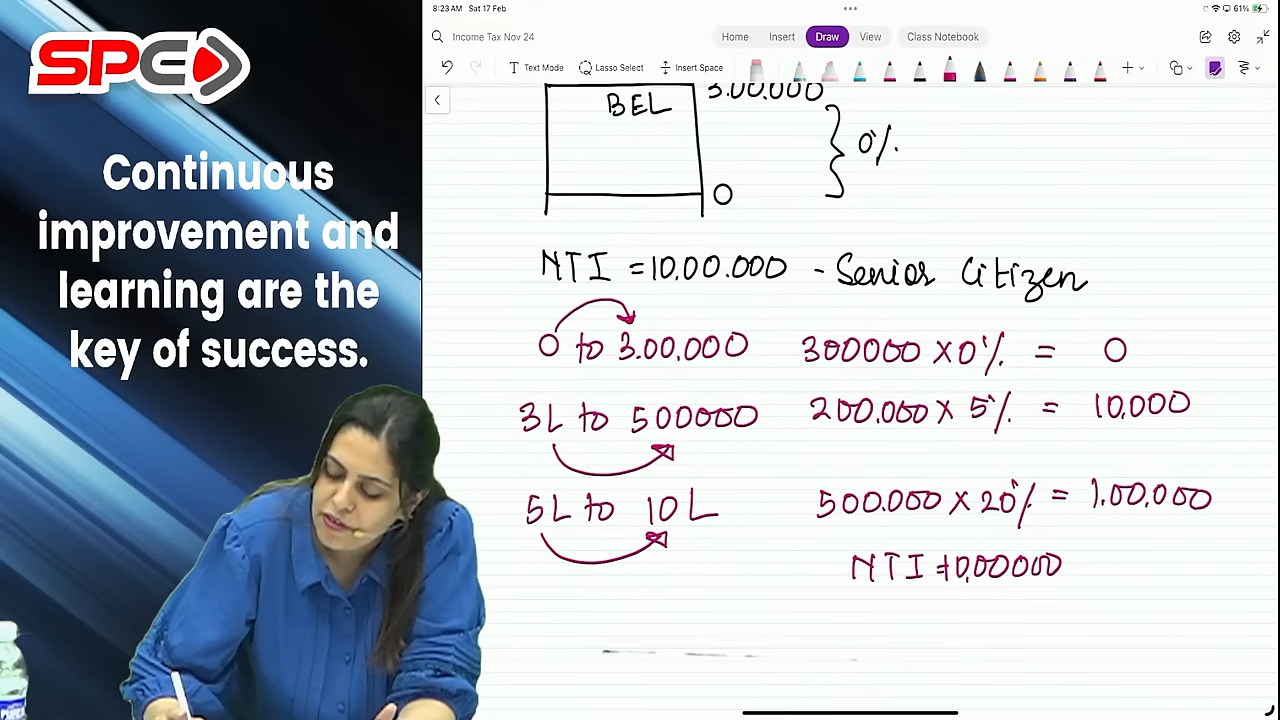 SPC
Continuous
improvement and
learning are the
key of success.
8:23 AM Sat 17 Feb
61%
Income Tax Nov 24
Home Insert Draw View Class Notebook
Text Mode Lasso Select Insert Space
BEL 3.00.000
0%
0
NTI = 10,00.000 - Senior Citizen
0 to 3.00.000 300000 X 0% = 0
3L to 500000 200.000 X 5% = 10,000
5L to 10L 500.000 X 20% = 1.00,000
NTI = 10,00000